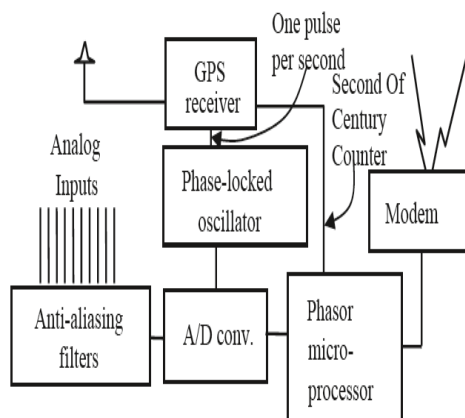 One pulse
per second
GPS
receiver
Second Of
Century
Counter
Analog
Inputs
Phase-locked
oscillator
Modem
Anti-aliasing
filters
A/D conv.
Phasor
micro-
processor